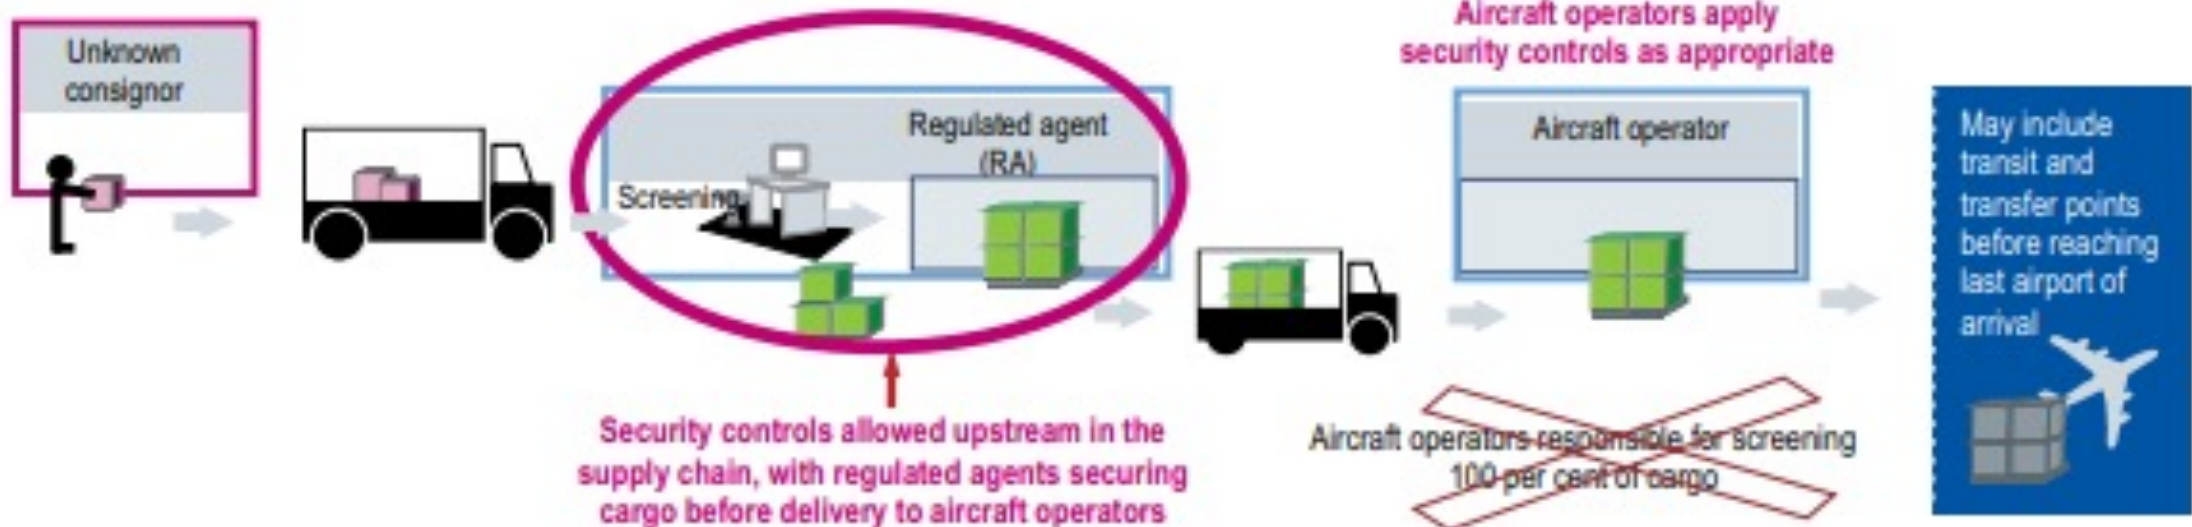 Unknown
consignor
Screening
Regulated agent
(RA)
Security controls allowed upstream in the
supply chain, with regulated agents securing
cargo before delivery to aircraft operators
Aircraft operators apply
security controls as appropriate
Aircraft operator
Aircraft operators responsible for screening
100 per cent of cargo
May include
transit and
transfer points
before reaching
last airport of
arrival